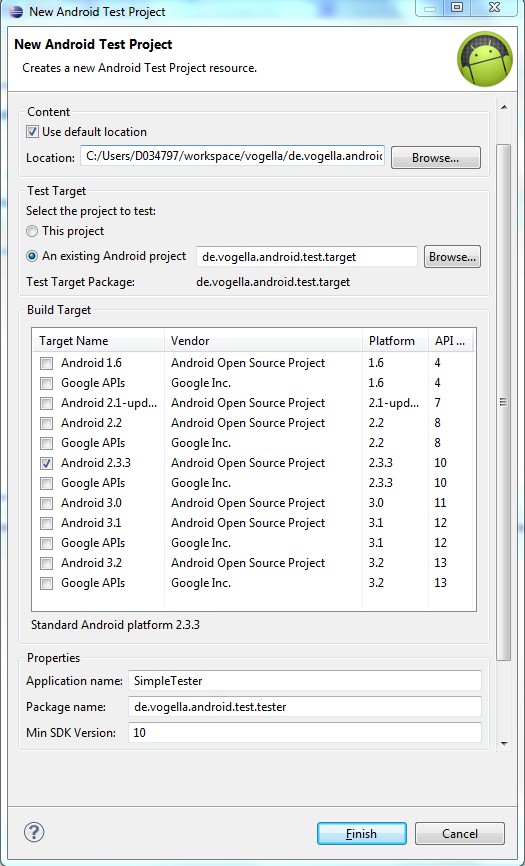 New Android Test Project
New Android Test Project
Creates a new Android Test Project resource.
Content
Use default location
Location: C:/Users/D034797/workspace/vogella/de.vogella.androic Browse...
Test Target
Select the project to test:
This project
An existing Android project de.vogella.android.test.target Browse...
Test Target Package: de.vogella.android.test.target
Build Target
Target Name Vendor Platform API ...
Android 1.6 Android Open Source Project 1.6 4
Google APIs Google Inc. 1.6 4
Android 2.1-upd... Android Open Source Project 2.1-upd... 7
Android 2.2 Android Open Source Project 2.2 8
Google APIs Google Inc. 2.2 8
Android 2.3.3 Android Open Source Project 2.3.3 10
Google APIs Google Inc. 2.3.3 10
Android 3.0 Android Open Source Project 3.0 11
Android 3.1 Android Open Source Project 3.1 12
Google APIs Google Inc. 3.1 12
Android 3.2 Android Open Source Project 3.2 13
Google APIs Google Inc. 3.2 13
Standard Android platform 2.3.3
Properties
Application name: SimpleTester
Package name: de.vogella.android.test.tester
Min SDK Version: 10
? Finish Cancel